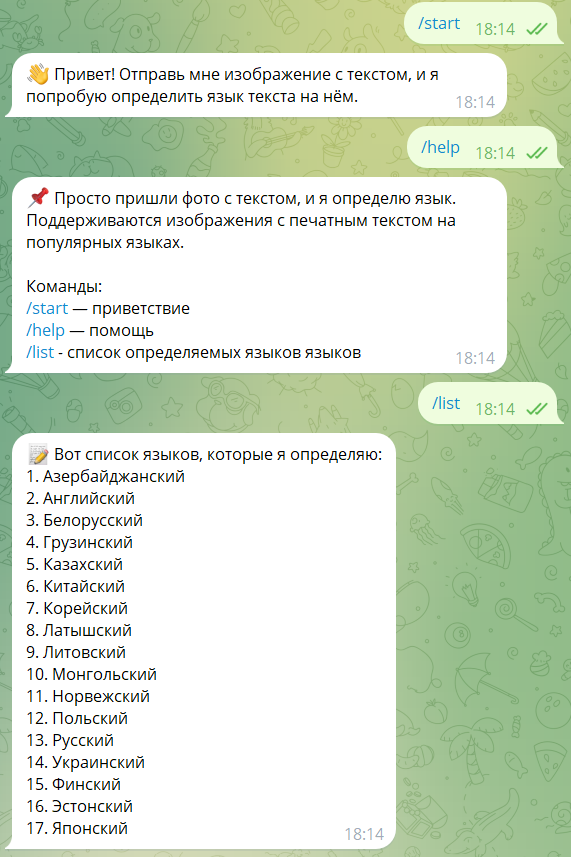 /start 18:14
👋 Привет! Отправь мне изображение с текстом, и я
попробую определить язык текста на нём.
18:14
/help 18:14
📌 Просто пришли фото с текстом, и я определю язык.
Поддерживаются изображения с печатным текстом на
популярных языках.
Команды:
/start — приветствие
/help — помощь
/list - список определяемых языков языков
18:14
/list 18:14
📝 Вот список языков, которые я определяю:
1. Азербайджанский
2. Английский
3. Белорусский
4. Грузинский
5. Казахский
6. Китайский
7. Корейский
8. Латышский
9. Литовский
10. Монгольский
11. Норвежский
12. Польский
13. Русский
14. Украинский
15. Финский
16. Эстонский
17. Японский
18:14